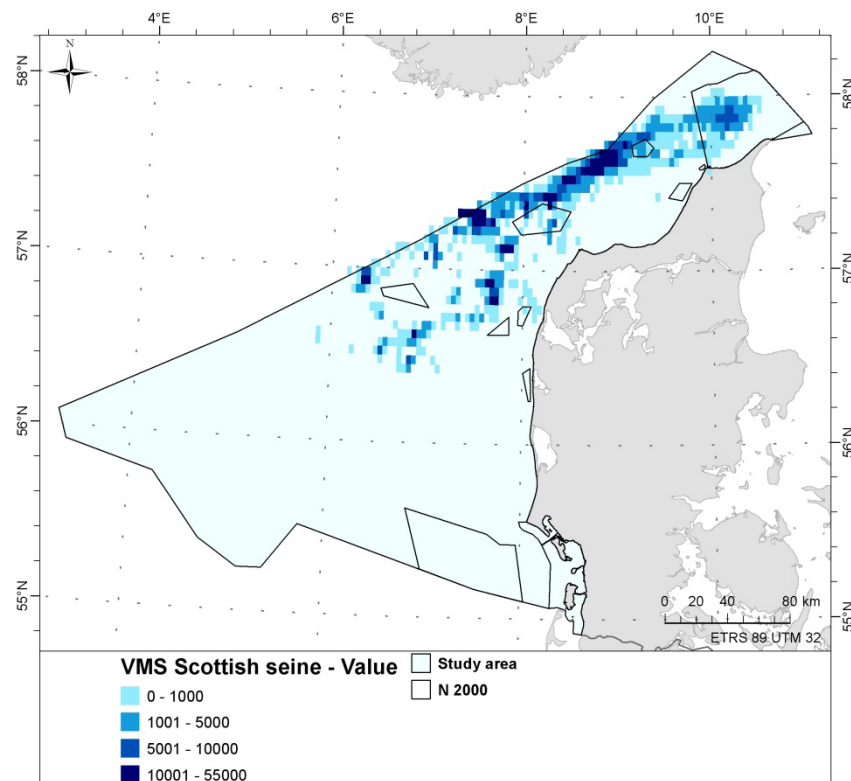 4°E 6°E 8°E 10°E
N
58°N 58°N
57°N 57°N
56°N 56°N
55°N 55°N
0 20 40 80 km
ETRS 89 UTM 32
VMS Scottish seine - Value
0 - 1000
1001 - 5000
5001 - 10000
10001 - 55000
Study area
N 2000